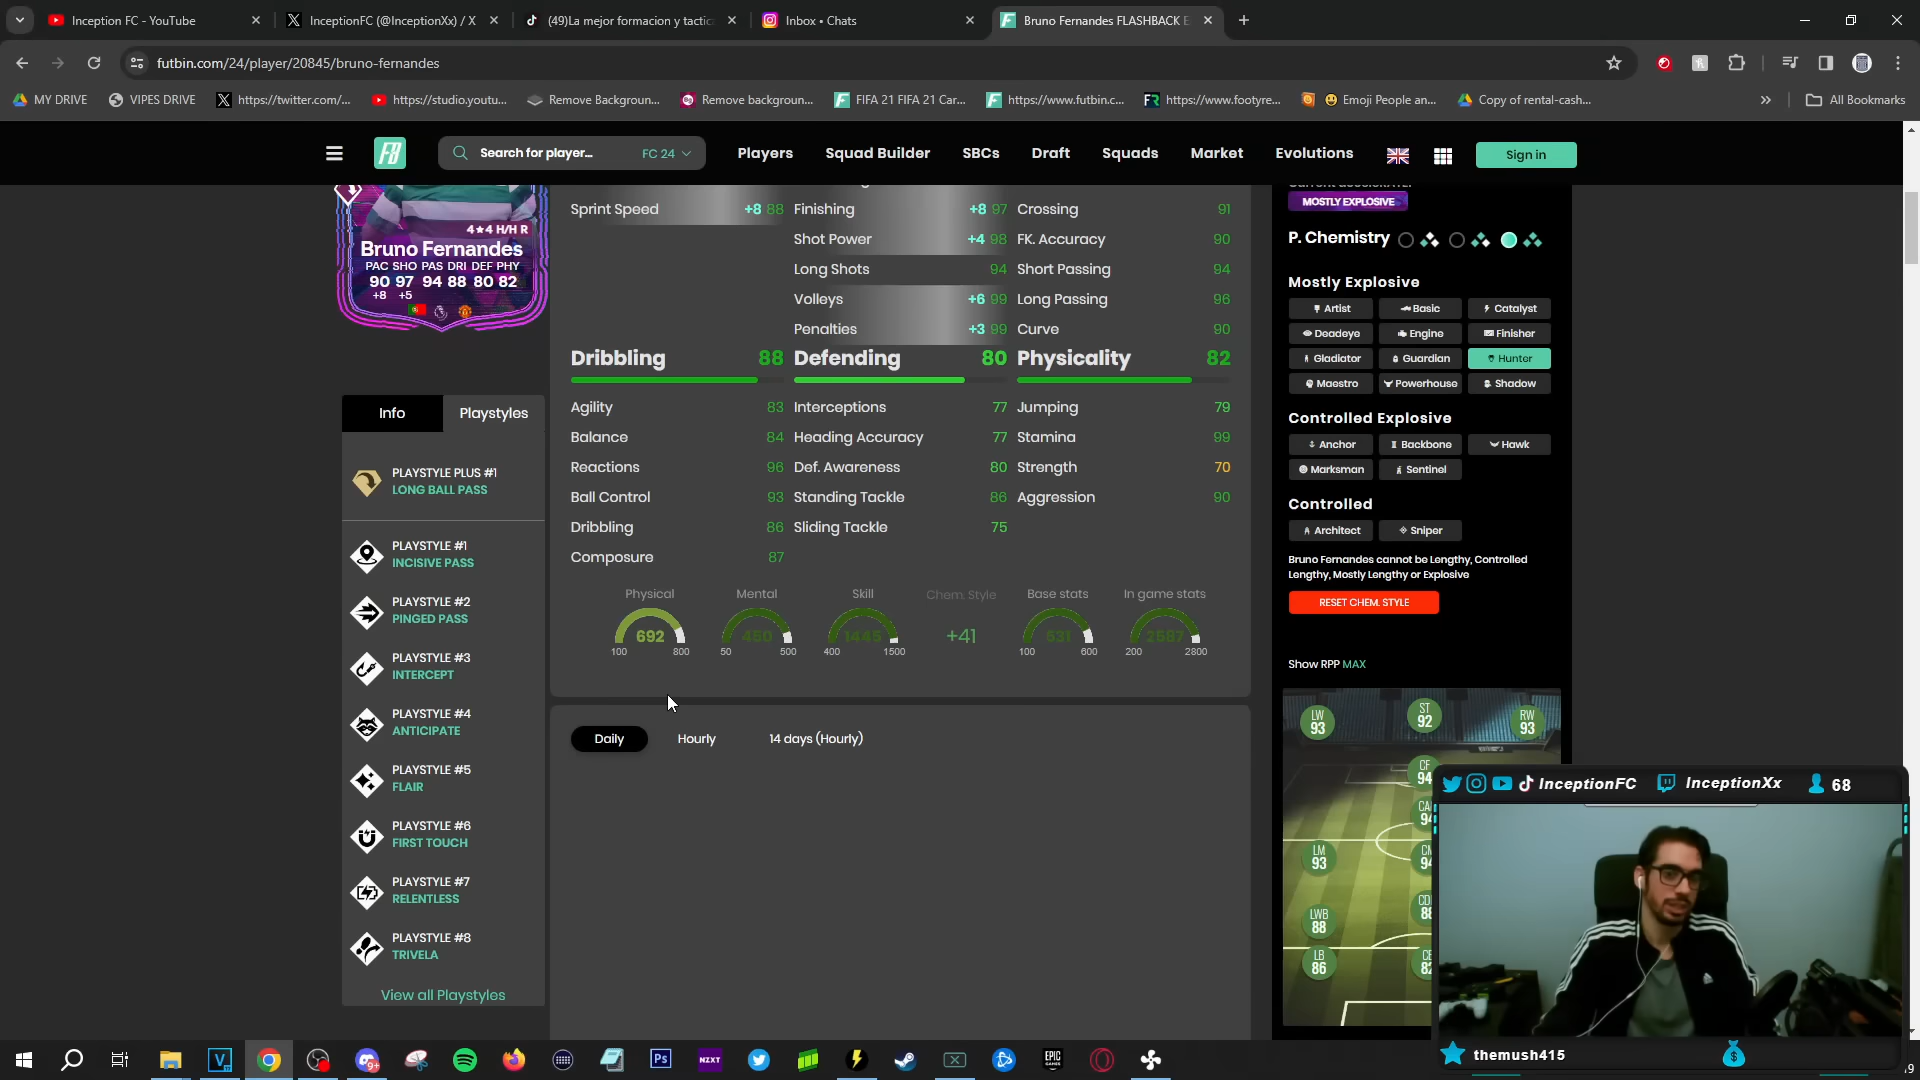 Inception FC - YouTube
InceptionFC (@InceptionXx) / X
(49)La mejor formacion y tactic
Inbox • Chats
Bruno Fernandes FLASHBACK E
futbin.com/24/player/20845/bruno-fernandes
MY DRIVE
VIPES DRIVE
https://twitter.com/...
https://studio.youtu...
Remove Backgroun...
Remove backgroun...
FIFA 21 FIFA 21 Car...
https://www.futbin.c...
https://www.footyre...
😀 Emoji People an...
Copy of rental-cash...
All Bookmarks
Search for player...
FC 24
Players
Squad Builder
SBCs
Draft
Squads
Market
Evolutions
Sign in
4★4 H/H R
Bruno Fernandes
PAC SHO PAS DRI DEF PHY
90 97 94 88 80 82
+8 +5
Info
Playstyles
PLAYSTYLE PLUS #1
LONG BALL PASS
PLAYSTYLE #1
INCISIVE PASS
PLAYSTYLE #2
PINGED PASS
PLAYSTYLE #3
INTERCEPT
PLAYSTYLE #4
ANTICIPATE
PLAYSTYLE #5
FLAIR
PLAYSTYLE #6
FIRST TOUCH
PLAYSTYLE #7
RELENTLESS
PLAYSTYLE #8
TRIVELA
View all Playstyles
Sprint Speed +8 88
Finishing +8 97
Shot Power +4 98
Long Shots 94
Volleys +6 99
Penalties +3 99
Crossing 91
FK. Accuracy 90
Short Passing 94
Long Passing 96
Curve 90
Dribbling 88
Agility 83
Balance 84
Reactions 96
Ball Control 93
Dribbling 86
Composure 87
Defending 80
Interceptions 77
Heading Accuracy 77
Def. Awareness 80
Standing Tackle 86
Sliding Tackle 75
Physicality 82
Jumping 79
Stamina 99
Strength 70
Aggression 90
Physical
692
100 800
Mental
450
50 500
Skill
1445
400 1500
Chem. Style
+41
Base stats
531
100 600
In game stats
2587
200 2800
Daily
Hourly
14 days (Hourly)
MOSTLY EXPLOSIVE
P. Chemistry
Mostly Explosive
Artist
Basic
Catalyst
Deadeye
Engine
Finisher
Gladiator
Guardian
Hunter
Maestro
Powerhouse
Shadow
Controlled Explosive
Anchor
Backbone
Hawk
Marksman
Sentinel
Controlled
Architect
Sniper
Bruno Fernandes cannot be Lengthy, Controlled
Lengthy, Mostly Lengthy or Explosive
RESET CHEM. STYLE
Show RPP MAX
LW
93
ST
92
RW
93
CF
94
LM
93
LWB
88
LB
86
InceptionFC
InceptionXx
68
themush415
PS
NZXT
EPIC
GAMES